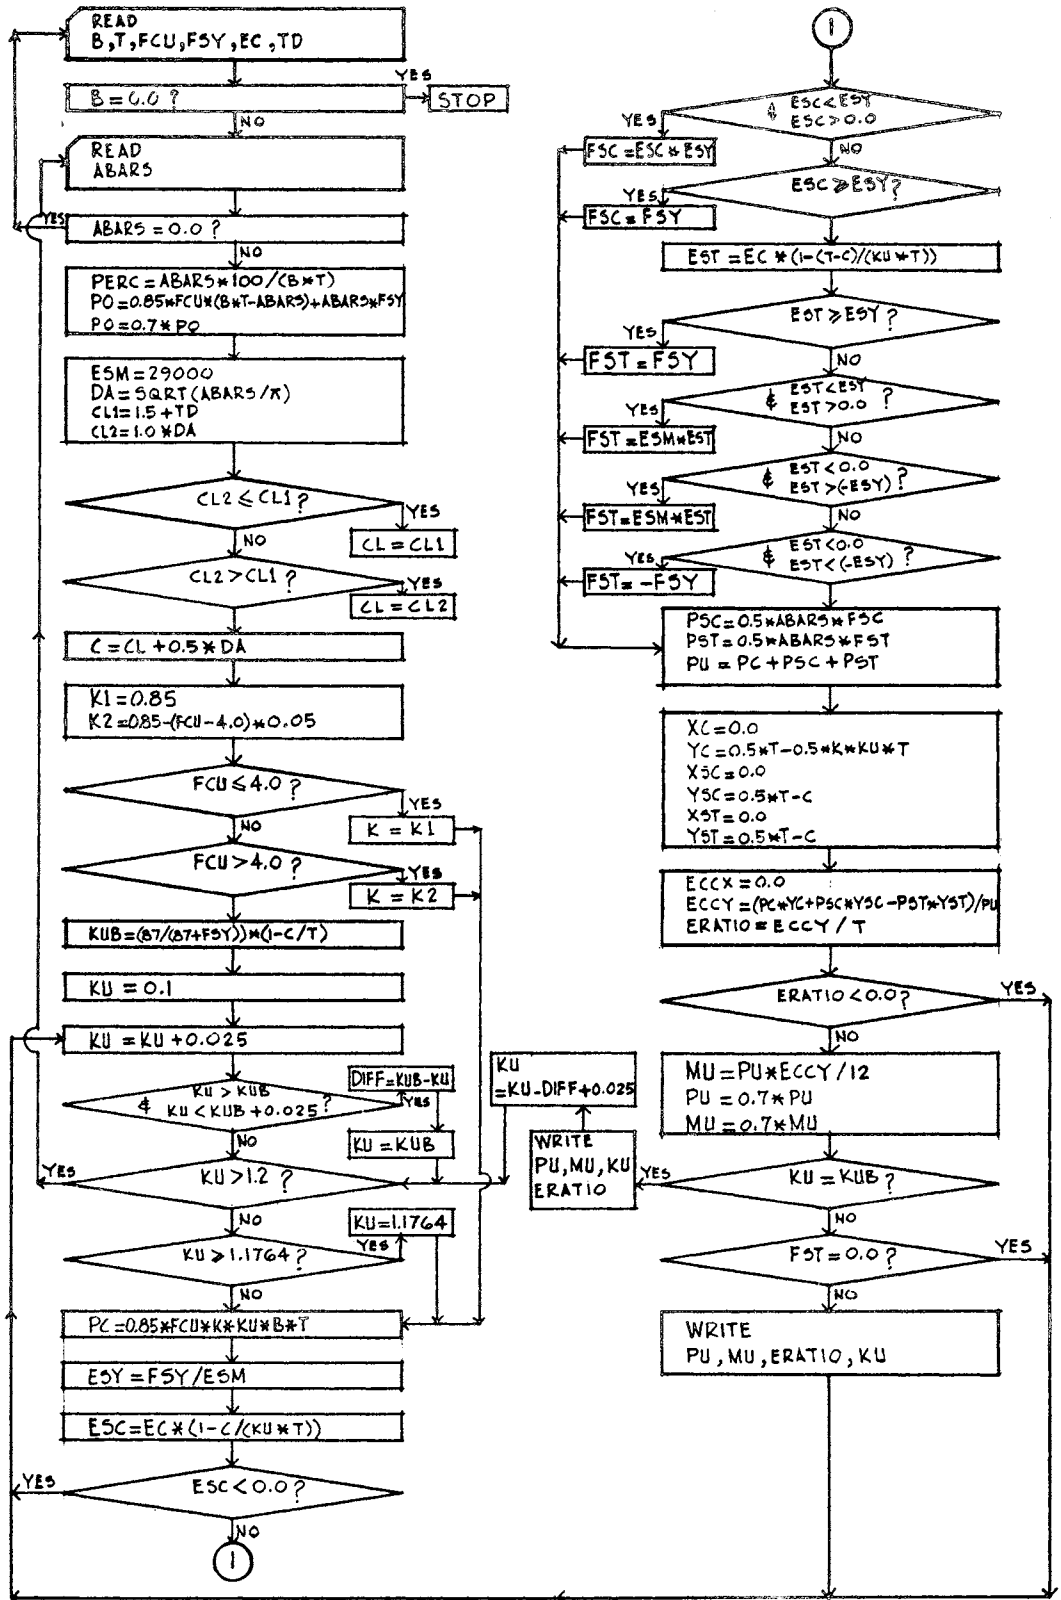 READ
B,T,FCU,FSY,EC,TD
B=0.0?
YES
STOP
NO
READ
ABARS
YES
ABARS=0.0?
NO
PERC=ABARS*100/(B*T)
PO=0.85*FCU*(B*T-ABARS)+ABARS*FSY
PO=0.7*PO
ESM=29000
DA=SQRT(ABARS/π)
CL1=1.5+TD
CL2=1.0*DA
CL2≤CL1?
YES
CL=CL1
NO
CL2>CL1?
YES
CL=CL2
C=CL+0.5*DA
K1=0.85
K2=0.85-(FCU-4.0)*0.05
FCU≤4.0?
YES
K=K1
NO
FCU>4.0?
YES
K=K2
KUB=(87/(87+FSY))*(1-C/T)
KU=0.1
KU=KU+0.025
DIFF=KUB-KU
KU>KUB
& KU<KUB+0.025?
YES
KU=KUB
NO
YES
KU>1.2?
NO
KU=1.1764
KU≥1.1764?
YES
NO
PC=0.85*FCU*K*KU*B*T
ESY=FSY/ESM
ESC=EC*(1-C/(KU*T))
YES
ESC<0.0?
NO
1
1
ESC<ESY
& ESC>0.0
YES
FSC=ESC*ESY
NO
ESC≥ESY?
YES
FSC=FSY
EST=EC*(1-(T-C)/(KU*T))
EST≥ESY?
YES
FST=FSY
NO
EST<ESY
& EST>0.0 ?
YES
FST=ESM*EST
NO
EST<0.0
& EST>(-ESY)?
YES
FST=ESM*EST
NO
EST<0.0
& EST<(-ESY)?
YES
FST=-FSY
PSC=0.5*ABARS*FSC
PST=0.5*ABARS*FST
PU=PC+PSC+PST
XC=0.0
YC=0.5*T-0.5*K*KU*T
XSC=0.0
YSC=0.5*T-C
XST=0.0
YST=0.5*T-C
ECCX=0.0
ECCY=(PC*YC+PSC*YSC-PST*YST)/PU
ERATIO=ECCY/T
ERATIO<0.0?
YES
NO
MU=PU*ECCY/12
PU=0.7*PU
MU=0.7*MU
KU=KUB?
YES
WRITE
PU,MU,KU
ERATIO
KU
=KU-DIFF+0.025
NO
FST=0.0?
YES
NO
WRITE
PU,MU,ERATIO,KU